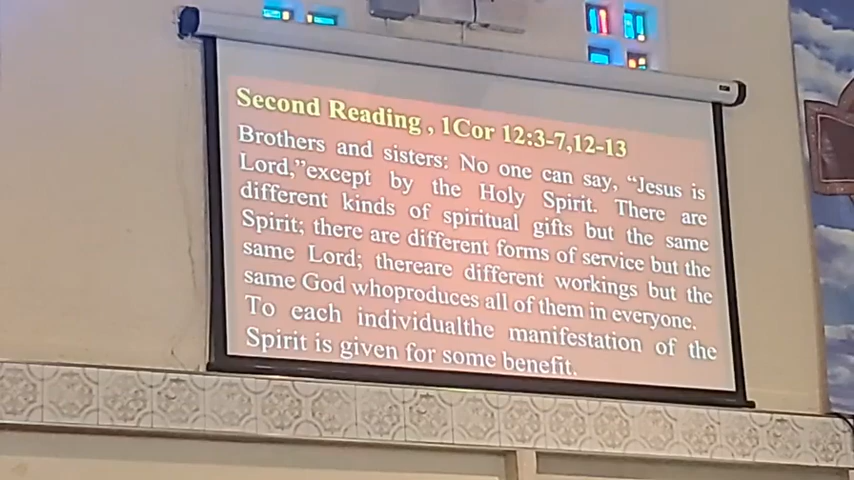 Second Reading , 1Cor 12:3-7,12-13
Brothers and sisters: No one can say, “Jesus is
Lord,”except by the Holy Spirit. There are
different kinds of spiritual gifts but the same
Spirit; there are different forms of service but the
same Lord; thereare different workings but the
same God whoproduces all of them in everyone.
To each individualthe manifestation of the
Spirit is given for some benefit.